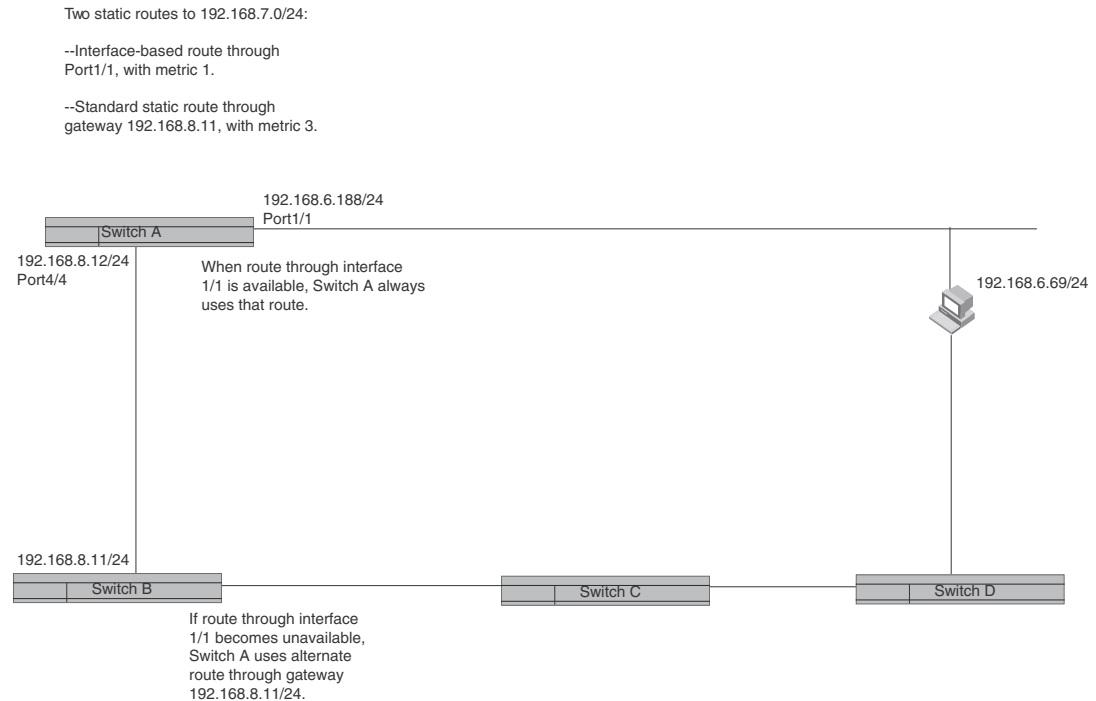 Two static routes to 192.168.7.0/24:
--Interface-based route through
Port1/1, with metric 1.
--Standard static route through
gateway 192.168.8.11, with metric 3.
192.168.6.188/24
Port1/1
Switch A
192.168.8.12/24
Port4/4
When route through interface
1/1 is available, Switch A always
uses that route.
192.168.6.69/24
192.168.8.11/24
Switch B
Switch C
Switch D
If route through interface
1/1 becomes unavailable,
Switch A uses alternate
route through gateway
192.168.8.11/24.